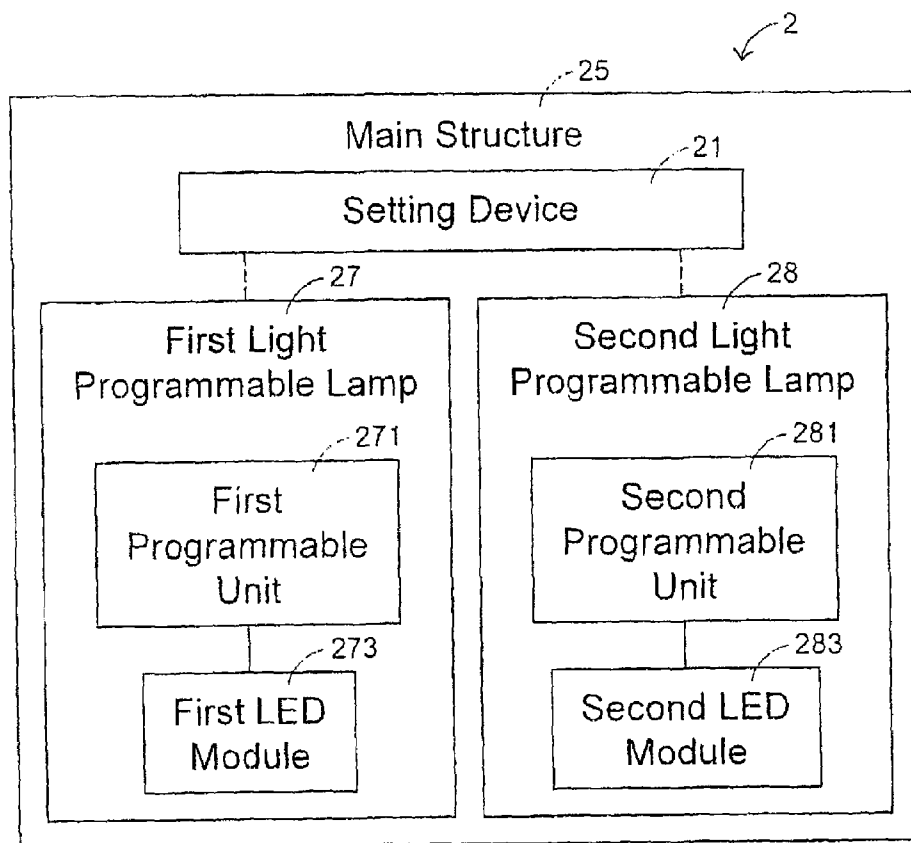 2
25
Main Structure
21
Setting Device
27
First Light
Programmable Lamp
271
First
Programmable
Unit
273
First LED
Module
28
Second Light
Programmable Lamp
281
Second
Programmable
Unit
283
Second LED
Module